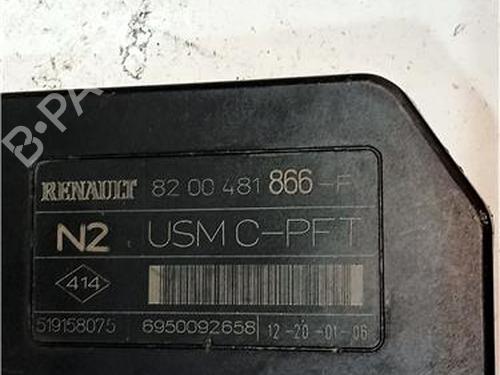 B-PA
RENAULT 82 00 481 866-F
N2 USM C-PFT
414
519158075 6950092658 12-20-01-06